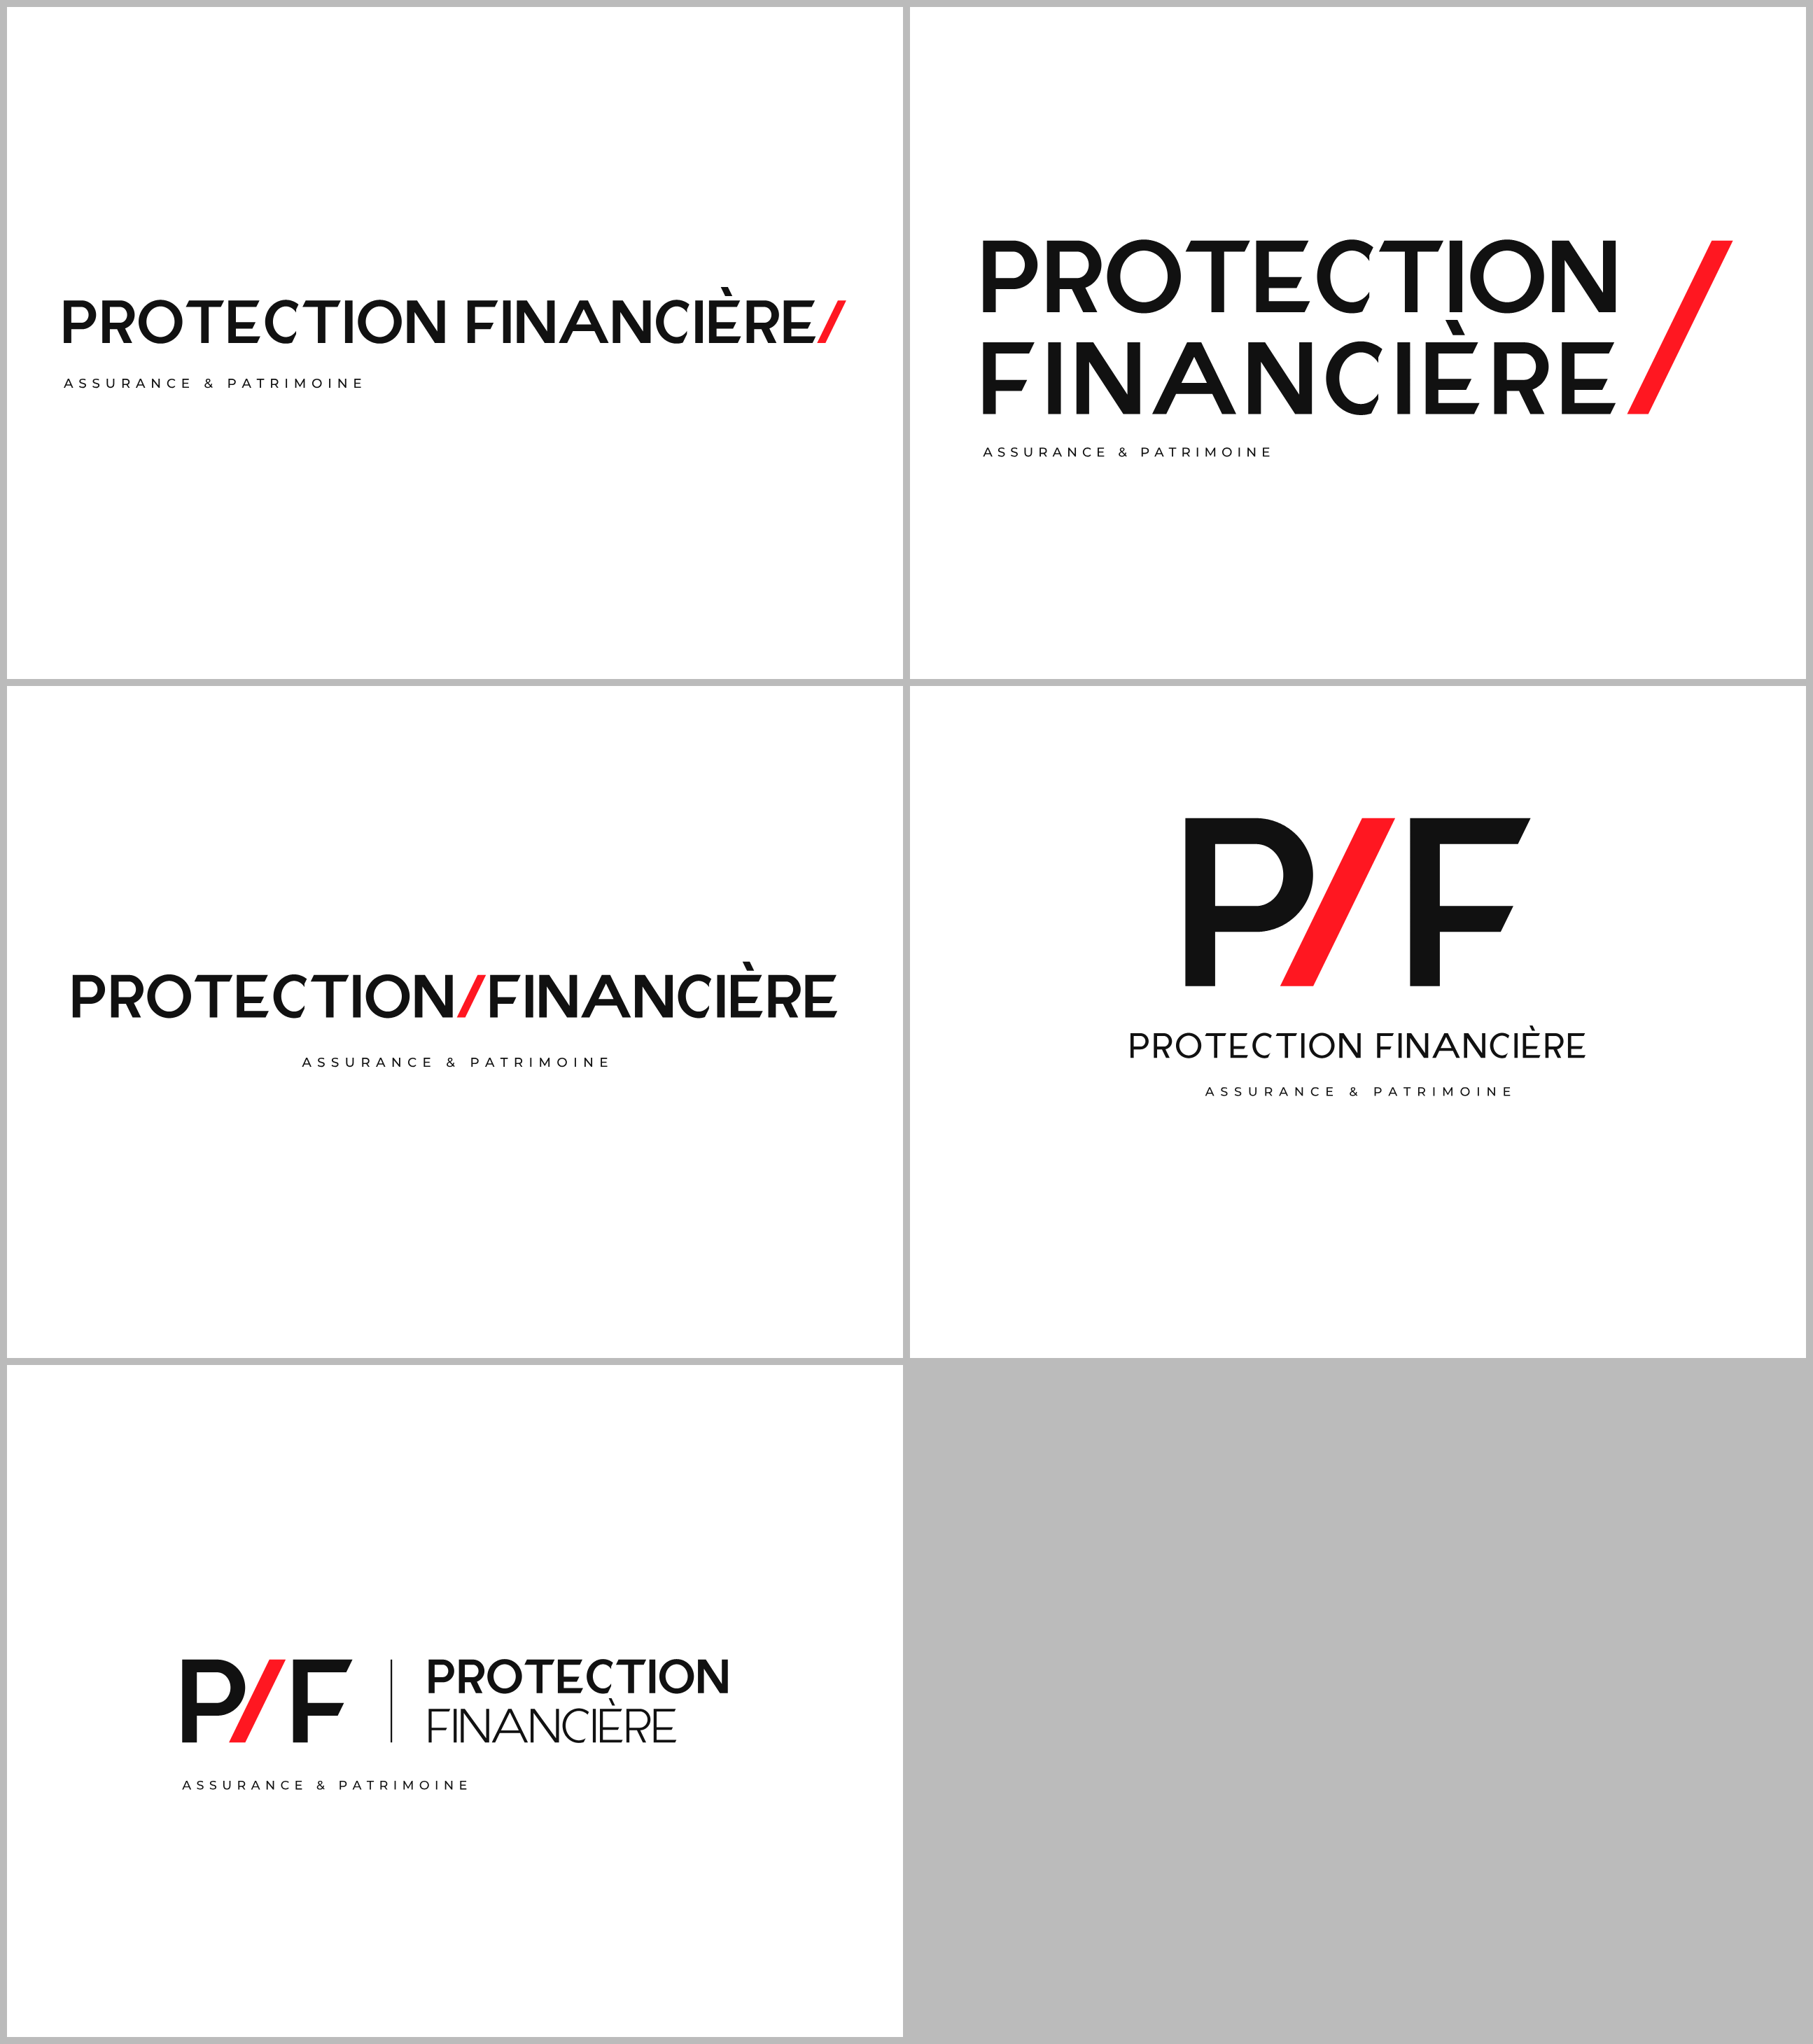 PROTECTION FINANCIÈRE/
ASSURANCE & PATRIMOINE
PROTECTION
FINANCIÈRE/
ASSURANCE & PATRIMOINE
PROTECTION/FINANCIÈRE
ASSURANCE & PATRIMOINE
P/F
PROTECTION FINANCIÈRE
ASSURANCE & PATRIMOINE
P/F
PROTECTION
FINANCIÈRE
ASSURANCE & PATRIMOINE